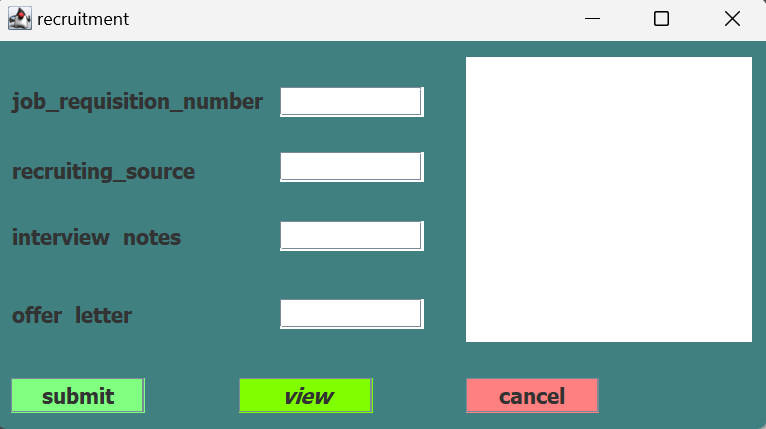 recruitment
job_requisition_number
recruiting_source
interview notes
offer letter
submit view cancel